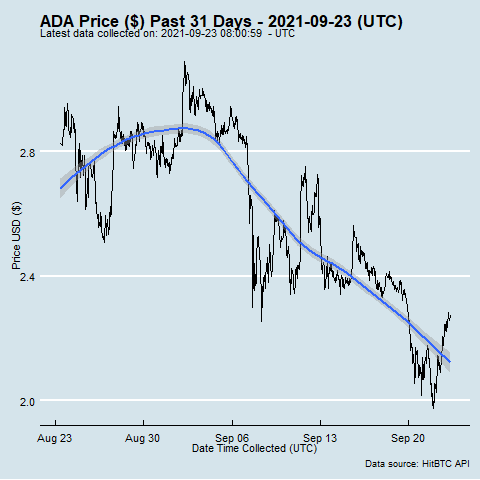 ADA Price ($) Past 31 Days - 2021-09-23 (UTC)
Latest data collected on: 2021-09-23 08:00:59 - UTC
Price USD ($)
2.8
2.4
2.0
Aug 23 Aug 30 Sep 06 Sep 13 Sep 20
Date Time Collected (UTC)
Data source: HitBTC API